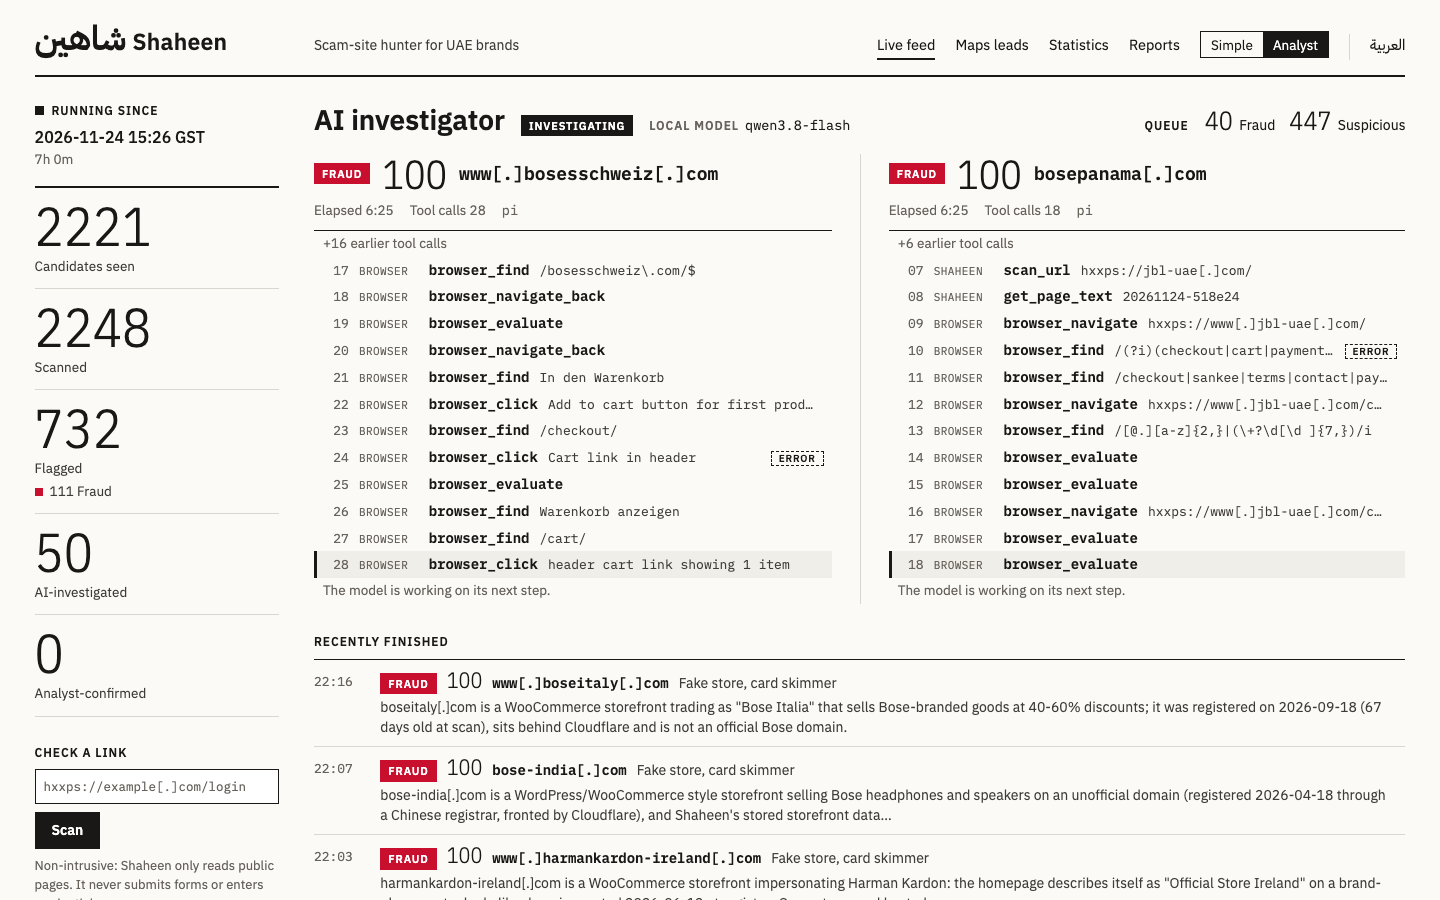 شاهين Shaheen
Scam-site hunter for UAE brands
Live feed Maps leads Statistics Reports Simple Analyst العربية
RUNNING SINCE
2026-11-24 15:26 GST
7h 0m
2221
Candidates seen
2248
Scanned
732
Flagged
111 Fraud
50
AI-investigated
0
Analyst-confirmed
CHECK A LINK
hxxps://example[.]com/login
Scan
Non-intrusive: Shaheen only reads public
pages. It never submits forms or enters
AI investigator INVESTIGATING LOCAL MODEL qwen3.8-flash
QUEUE 40 Fraud 447 Suspicious
FRAUD 100 www[.]bosesschweiz[.]com
Elapsed 6:25 Tool calls 28 pi
+16 earlier tool calls
17 BROWSER browser_find /bosesschweiz\.com/$
18 BROWSER browser_navigate_back
19 BROWSER browser_evaluate
20 BROWSER browser_navigate_back
21 BROWSER browser_find In den Warenkorb
22 BROWSER browser_click Add to cart button for first prod…
23 BROWSER browser_find /checkout/
24 BROWSER browser_click Cart link in header ERROR
25 BROWSER browser_evaluate
26 BROWSER browser_find Warenkorb anzeigen
27 BROWSER browser_find /cart/
28 BROWSER browser_click header cart link showing 1 item
The model is working on its next step.
FRAUD 100 bosepanama[.]com
Elapsed 6:25 Tool calls 18 pi
+6 earlier tool calls
07 SHAHEEN scan_url hxxps://jbl-uae[.]com/
08 SHAHEEN get_page_text 20261124-518e24
09 BROWSER browser_navigate hxxps://www[.]jbl-uae[.]com/
10 BROWSER browser_find /(?i)(checkout|cart|payment… ERROR
11 BROWSER browser_find /checkout|sankee|terms|contact|pay…
12 BROWSER browser_navigate hxxps://www[.]jbl-uae[.]com/c…
13 BROWSER browser_find /[@.][a-z]{2,}|(\+?\d[\d ]{7,})/i
14 BROWSER browser_evaluate
15 BROWSER browser_evaluate
16 BROWSER browser_navigate hxxps://www[.]jbl-uae[.]com/c…
17 BROWSER browser_evaluate
18 BROWSER browser_evaluate
The model is working on its next step.
RECENTLY FINISHED
22:16 FRAUD 100 www[.]boseitaly[.]com Fake store, card skimmer
boseitaly[.]com is a WooCommerce storefront trading as "Bose Italia" that sells Bose-branded goods at 40-60% discounts; it was registered on 2026-09-18 (67
days old at scan), sits behind Cloudflare and is not an official Bose domain.
22:07 FRAUD 100 bose-india[.]com Fake store, card skimmer
bose-india[.]com is a WordPress/WooCommerce style storefront selling Bose headphones and speakers on an unofficial domain (registered 2026-04-18 through
a Chinese registrar, fronted by Cloudflare), and Shaheen's stored storefront data…
22:03 FRAUD 100 www[.]harmankardon-ireland[.]com Fake store, card skimmer
harmankardon-ireland[.]com is a WooCommerce storefront impersonating Harman Kardon: the homepage describes itself as "Official Store Ireland" on a brand-